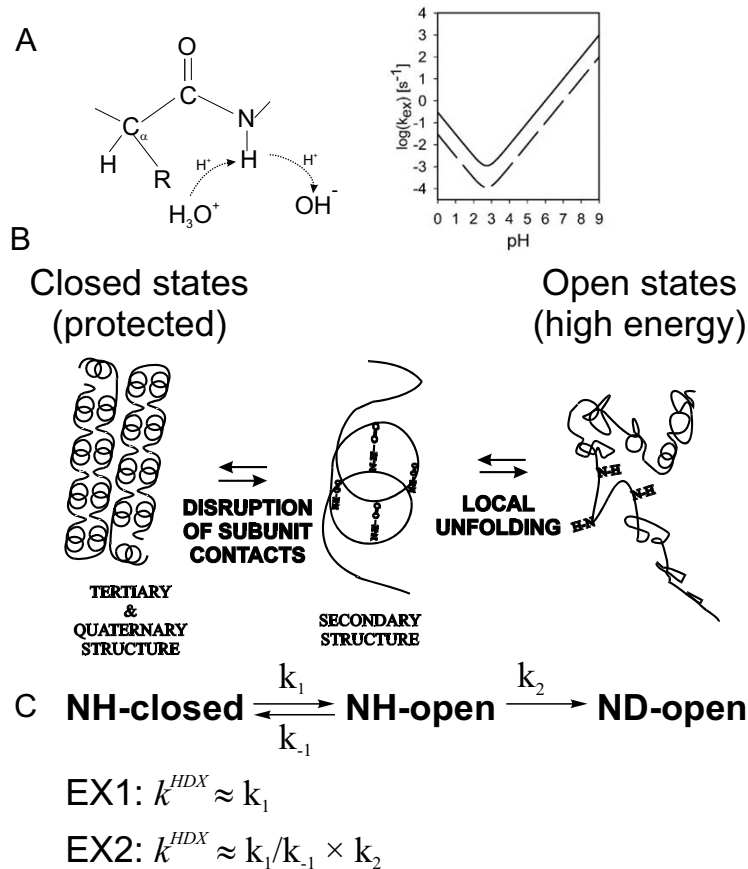 A
O
C
N
Cα
H
R
H
H⁺
H⁺
H₃O⁺
OH⁻
log(kₑₓ) [s⁻¹]
4
3
2
1
0
-1
-2
-3
-4
0 1 2 3 4 5 6 7 8 9
pH
B
Closed states
(protected)
Open states
(high energy)
DISRUPTION
OF SUBUNIT
CONTACTS
LOCAL
UNFOLDING
N-H
N-H
H-N
TERTIARY
&
QUATERNARY
STRUCTURE
SECONDARY
STRUCTURE
C NH-closed k₁ k₋₁ NH-open k₂ ND-open
EX1: k^HDX ≈ k₁
EX2: k^HDX ≈ k₁/k₋₁ × k₂